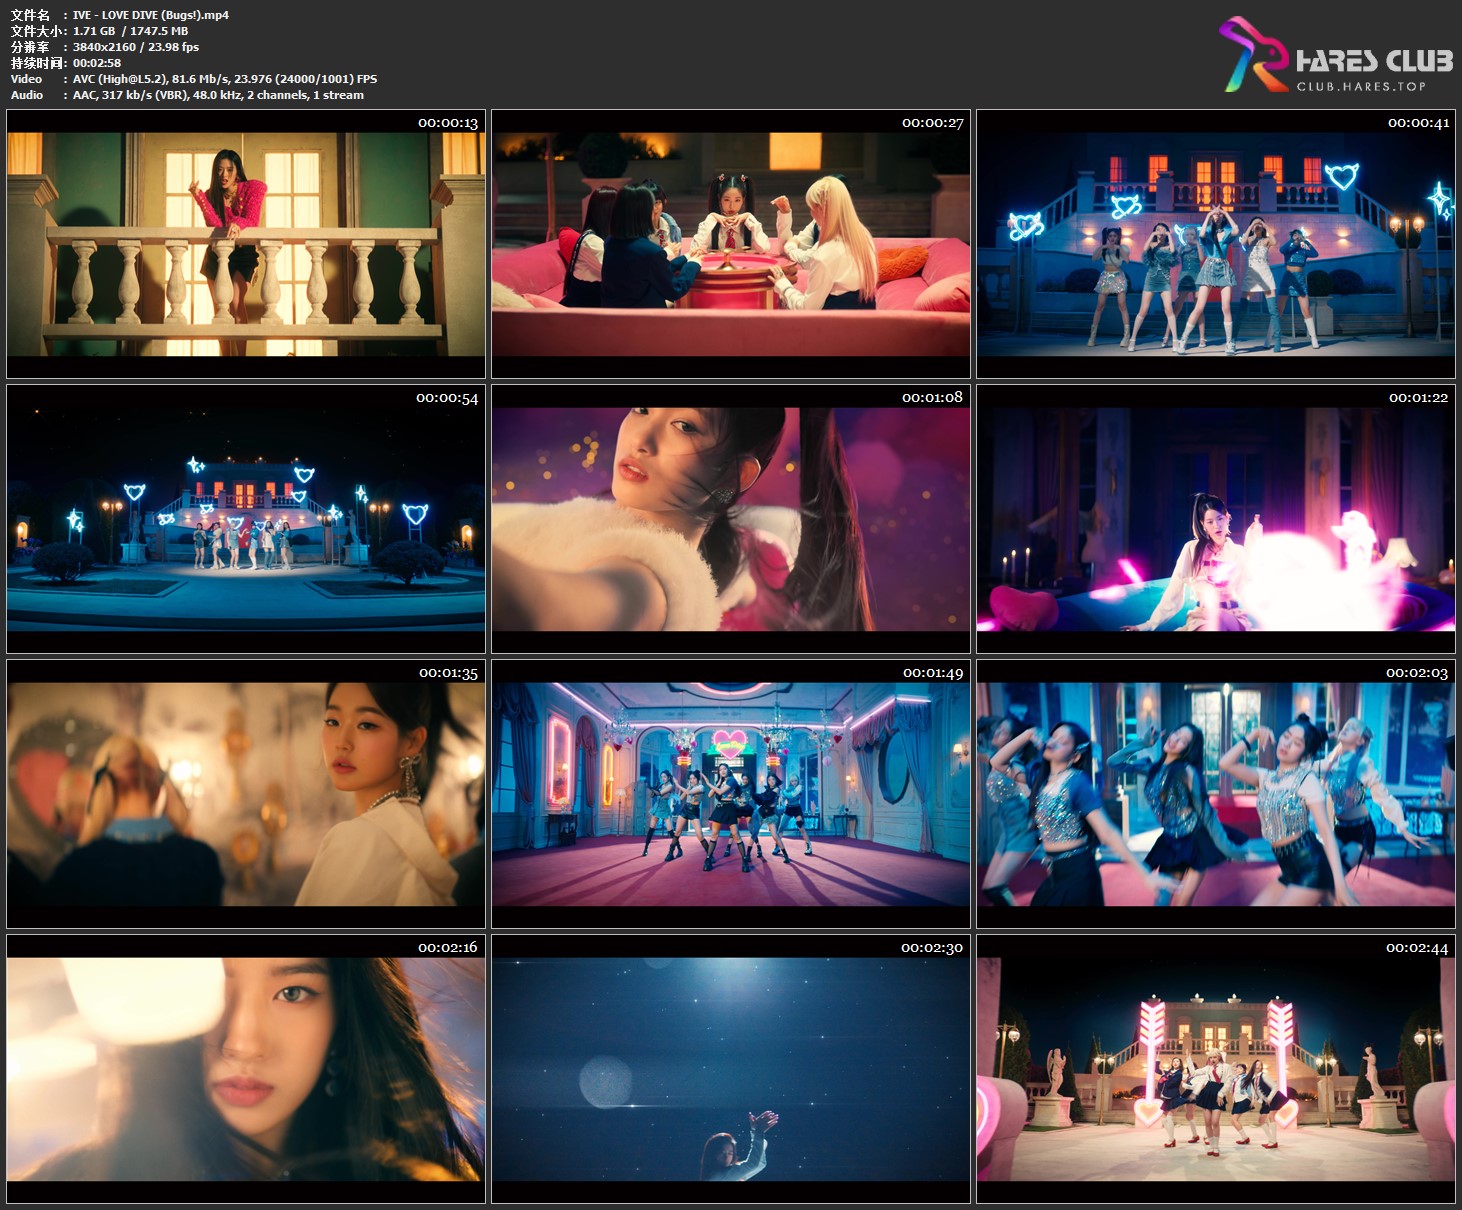 文件名 : IVE - LOVE DIVE (Bugs!).mp4
文件大小: 1.71 GB / 1747.5 MB
分辨率 : 3840x2160 / 23.98 fps
持续时间: 00:02:58
Video : AVC (High@L5.2), 81.6 Mb/s, 23.976 (24000/1001) FPS
Audio : AAC, 317 kb/s (VBR), 48.0 kHz, 2 channels, 1 stream
HARES CLUB
CLUB.HARES.TOP
00:00:13
00:00:27
00:00:41
00:00:54
00:01:08
00:01:22
00:01:35
00:01:49
00:02:03
00:02:16
00:02:30
00:02:44